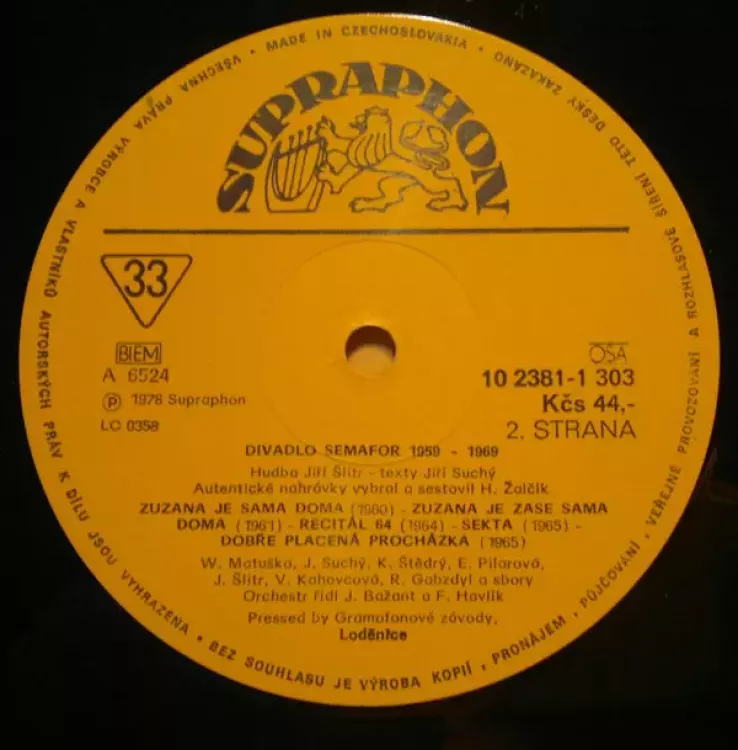 • MADE IN CZECHOSLOVAKIA •
VŠECHNA PRÁVA VÝROBCE A VLASTNÍKŮ AUTORSKÝCH PRÁV K DÍLU JSOU VYHRAZENA • BEZ SOUHLASU JE VÝROBA KOPIÍ, PRONÁJEM, PŮJČOVÁNÍ, VEŘEJNÉ PROVOZOVÁNÍ A ROZHLASOVÉ ŠÍŘENÍ TÉTO DESKY ZAKÁZÁNO
SUPRAPHON
33
BIEM
OSA
A 6524
10 2381-1 303
Ⓟ 1978 Supraphon
Kčs 44,-
LC 0358
2. STRANA
DIVADLO SEMAFOR 1959 - 1969
Hudba Jiří Šlitr - texty Jiří Suchý
Autentické nahrávky vybral a sestavil H. Žalčík
ZUZANA JE SAMA DOMA (1960) - ZUZANA JE ZASE SAMA
DOMA (1961) - RECITÁL 64 (1964) - SEKTA (1965) -
DOBŘE PLACENÁ PROCHÁZKA (1965)
W. Matuška, J. Suchý, K. Štědrý, E. Pilarová,
J. Šlitr, V. Kahovcová, R. Gabzdyl a sbory
Orchestr řídí J. Bažant a F. Havlík
Pressed by Gramofonové závody,
Loděnice